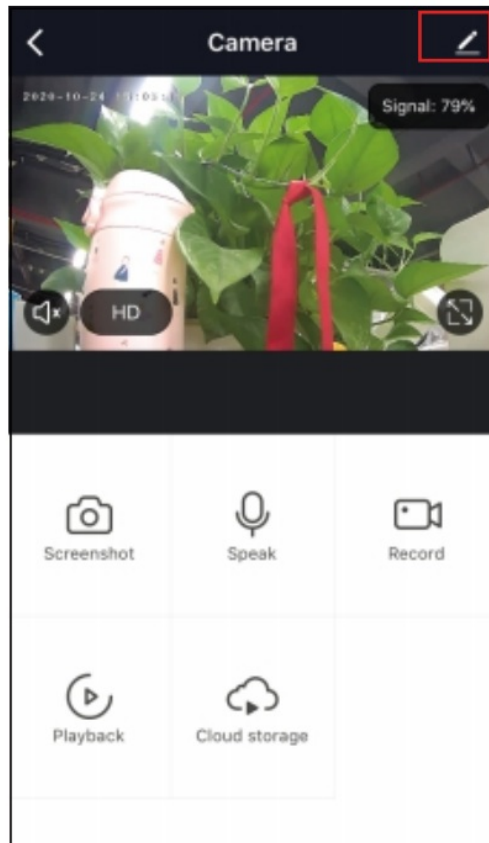 Camera
2020-10-24
Signal: 79%
HD
Screenshot
Speak
Record
Playback
Cloud storage